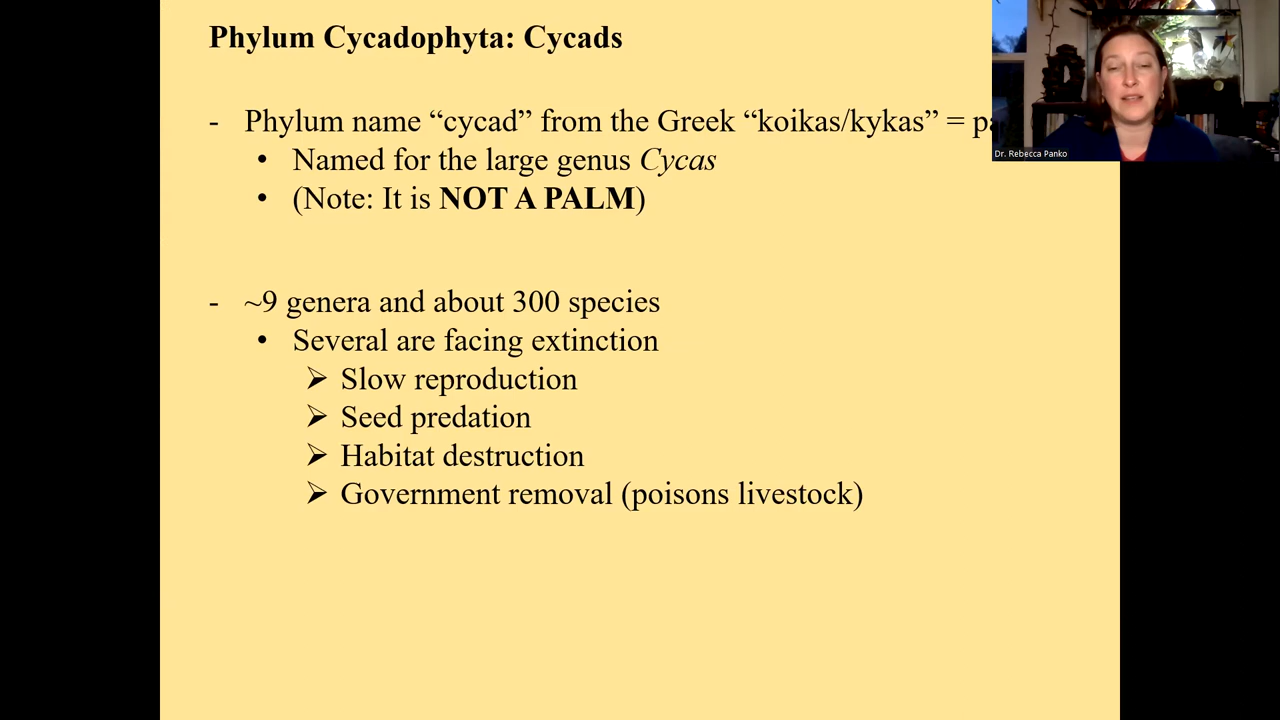 Phylum Cycadophyta: Cycads
- Phylum name “cycad” from the Greek “koikas/kykas” =
• Named for the large genus Cycas
• (Note: It is NOT A PALM)
- ~9 genera and about 300 species
• Several are facing extinction
➢ Slow reproduction
➢ Seed predation
➢ Habitat destruction
➢ Government removal (poisons livestock)
Dr. Rebecca Panko